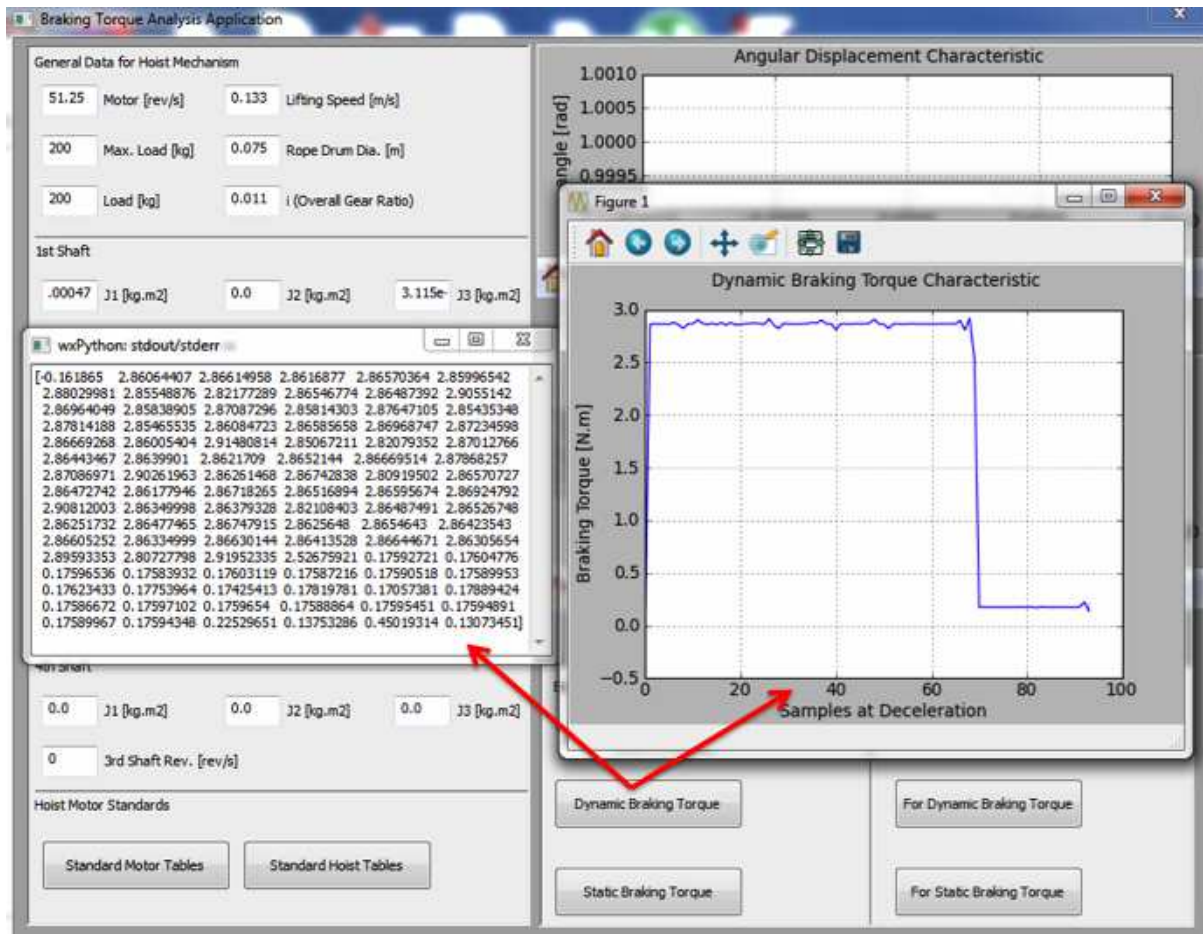 Braking Torque Analysis Application
General Data for Hoist Mechanism
51.25 Motor [rev/s] 0.133 Lifting Speed [m/s]
200 Max. Load [kg] 0.075 Rope Drum Dia. [m]
200 Load [kg] 0.011 i (Overall Gear Ratio)
1st Shaft
.00047 J1 [kg.m2] 0.0 J2 [kg.m2] 3.115e- J3 [kg.m2]
wxPython: stdout/stderr
[-0.161865 2.86064407 2.86614958 2.8616877 2.86570364 2.85996542
2.88029981 2.85548876 2.82177289 2.86546774 2.86487392 2.9055142
2.86964049 2.85838905 2.87087296 2.85814303 2.87647105 2.85435348
2.87814188 2.85465535 2.86084723 2.86585658 2.86968747 2.87234598
2.86669268 2.86005404 2.91480814 2.85067211 2.82079352 2.87012766
2.86443467 2.8639901 2.8621709 2.8652144 2.86669514 2.87868257
2.87086971 2.90261963 2.86261468 2.86742838 2.80919502 2.86570727
2.86472742 2.86177946 2.86718265 2.86516894 2.86595674 2.86924792
2.90812003 2.86349998 2.86379328 2.82108403 2.86487491 2.86526748
2.86251732 2.86477465 2.86747915 2.8625648 2.8654643 2.86423543
2.86605252 2.86334999 2.86630144 2.86413528 2.86644671 2.86305654
2.89593353 2.80727798 2.91952335 2.52675921 0.17592721 0.17604776
0.17596536 0.17583932 0.17603119 0.17587216 0.17590518 0.17589953
0.17623433 0.17753964 0.17425413 0.17819781 0.17057381 0.17889424
0.17586672 0.17597102 0.1759654 0.17588864 0.17595451 0.17594891
0.17589967 0.17594348 0.22529651 0.13753286 0.45019314 0.13073451]
4th Shaft
0.0 J1 [kg.m2] 0.0 J2 [kg.m2] 0.0 J3 [kg.m2]
0 3rd Shaft Rev. [rev/s]
Hoist Motor Standards
Standard Motor Tables Standard Hoist Tables
Angular Displacement Characteristic
1.0010
1.0005
1.0000
0.9995
angle [rad]
Figure 1
Dynamic Braking Torque Characteristic
3.0
2.5
2.0
1.5
1.0
0.5
0.0
−0.5
Braking Torque [N.m]
0 20 40 60 80 100
Samples at Deceleration
Dynamic Braking Torque For Dynamic Braking Torque
Static Braking Torque For Static Braking Torque